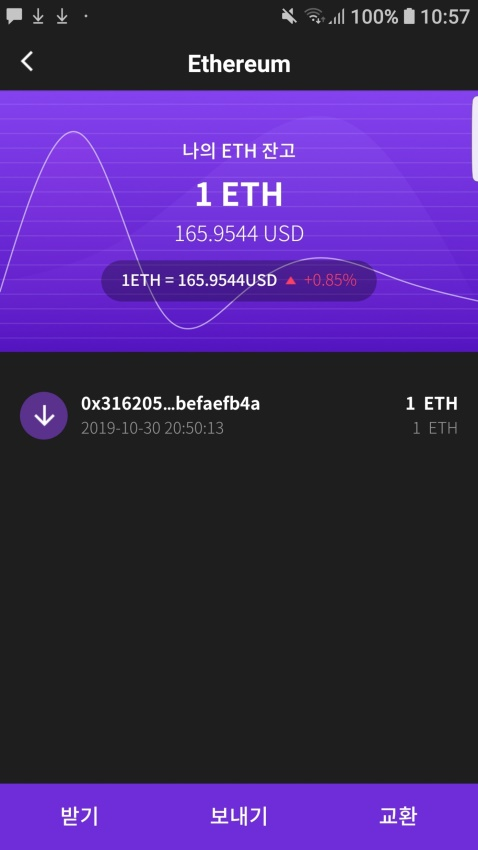 100% 10:57
Ethereum
나의 ETH 잔고
1 ETH
165.9544 USD
1ETH = 165.9544USD ▲ +0.85%
0x316205...befaefb4a 1 ETH
2019-10-30 20:50:13 1 ETH
받기 보내기 교환